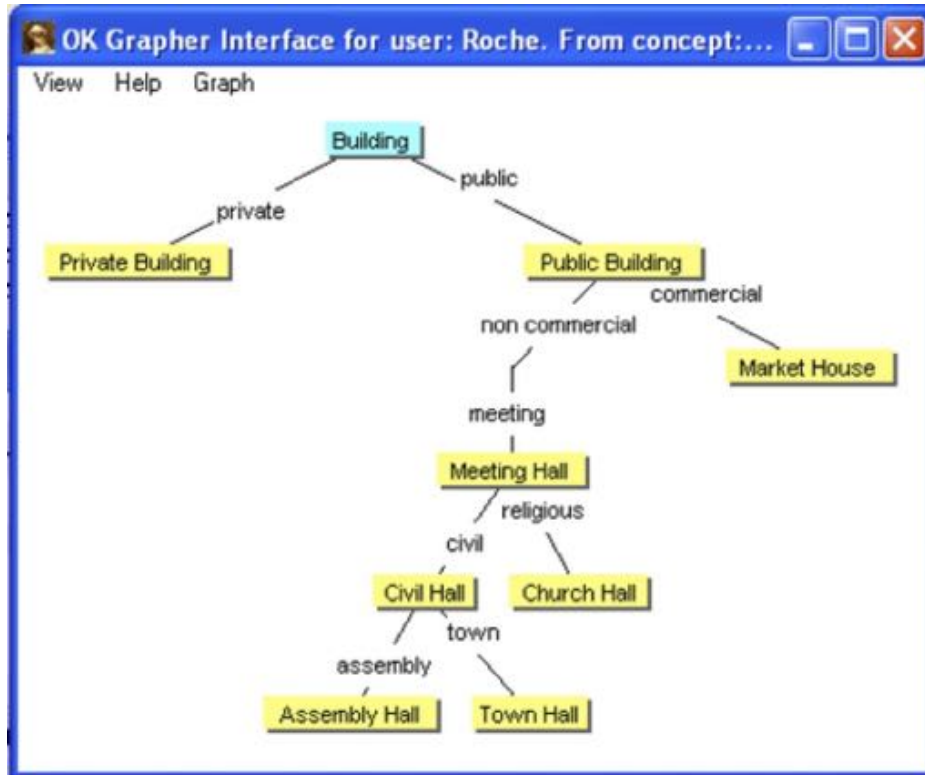 OK Grapher Interface for user: Roche. From concept:...
View Help Graph
Building
public
private
Private Building
Public Building
commercial
non commercial
Market House
meeting
Meeting Hall
religious
civil
Civil Hall
Church Hall
town
assembly
Assembly Hall
Town Hall